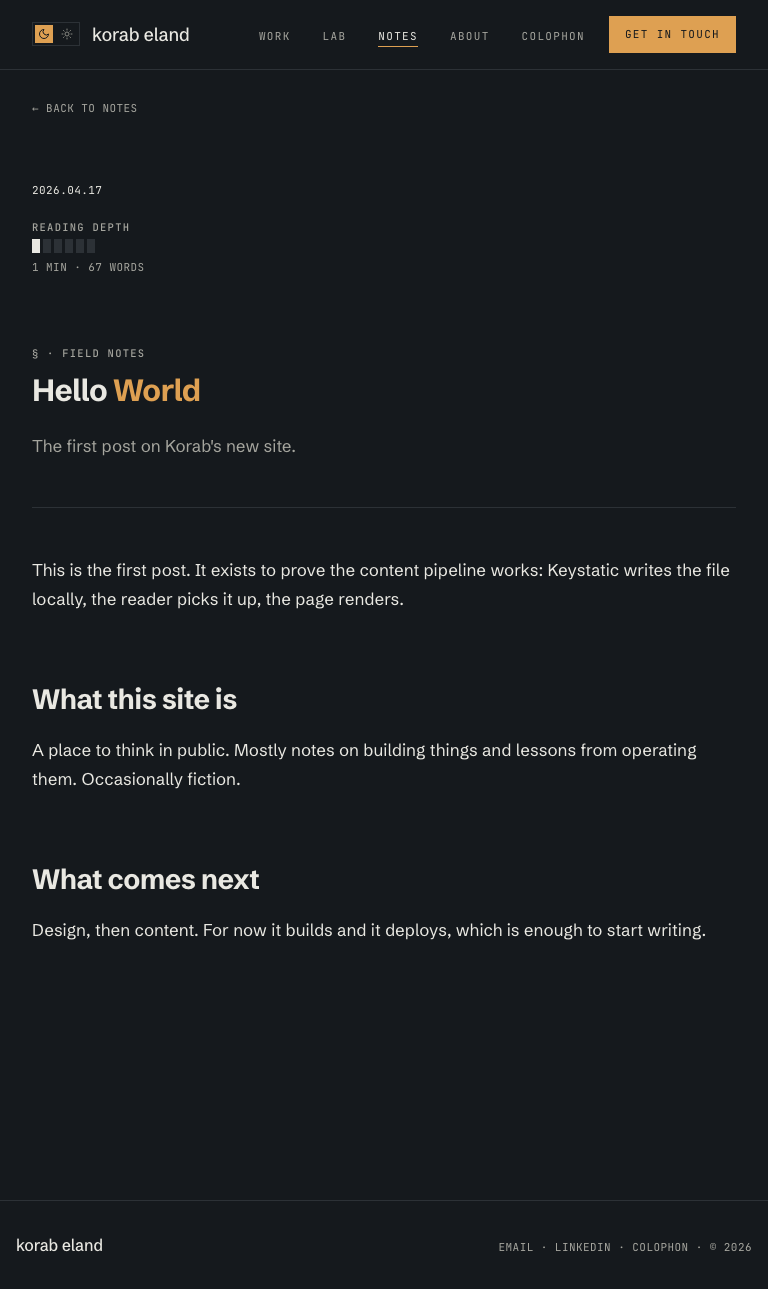 korab eland
WORK LAB NOTES ABOUT COLOPHON
GET IN TOUCH
← BACK TO NOTES
2026.04.17
READING DEPTH
1 MIN · 67 WORDS
§ · FIELD NOTES
Hello World
The first post on Korab's new site.
This is the first post. It exists to prove the content pipeline works: Keystatic writes the file
locally, the reader picks it up, the page renders.
What this site is
A place to think in public. Mostly notes on building things and lessons from operating
them. Occasionally fiction.
What comes next
Design, then content. For now it builds and it deploys, which is enough to start writing.
korab eland
EMAIL · LINKEDIN · COLOPHON · © 2026